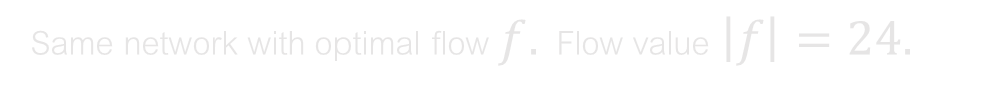 Same network with optimal flow 𝑓. Flow value |𝑓| = 24.